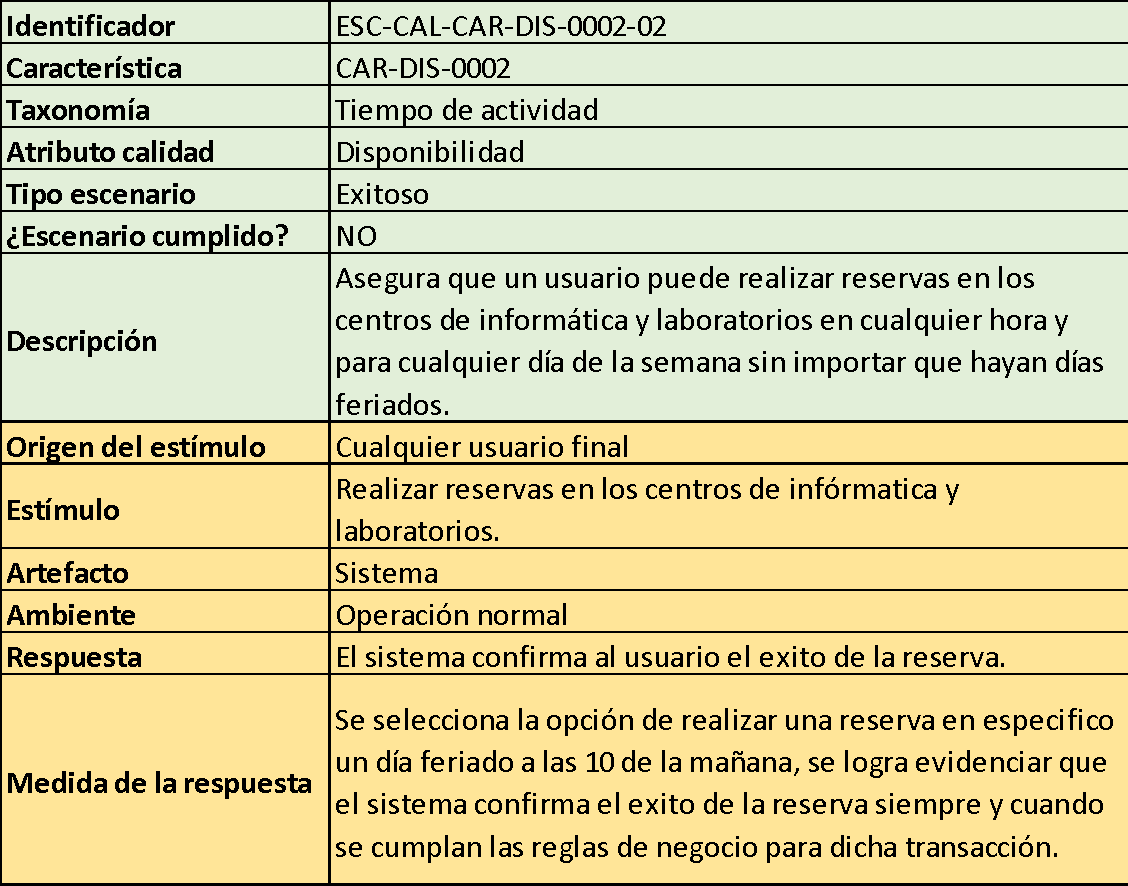 Identificador ESC-CAL-CAR-DIS-0002-02
Característica CAR-DIS-0002
Taxonomía Tiempo de actividad
Atributo calidad Disponibilidad
Tipo escenario Exitoso
¿Escenario cumplido? NO
Descripción
Asegura que un usuario puede realizar reservas en los
centros de informática y laboratorios en cualquier hora y
para cualquier día de la semana sin importar que hayan días
feriados.
Origen del estímulo Cualquier usuario final
Estímulo
Realizar reservas en los centros de infórmatica y
laboratorios.
Artefacto Sistema
Ambiente Operación normal
Respuesta El sistema confirma al usuario el exito de la reserva.
Medida de la respuesta
Se selecciona la opción de realizar una reserva en especifico
un día feriado a las 10 de la mañana, se logra evidenciar que
el sistema confirma el exito de la reserva siempre y cuando
se cumplan las reglas de negocio para dicha transacción.